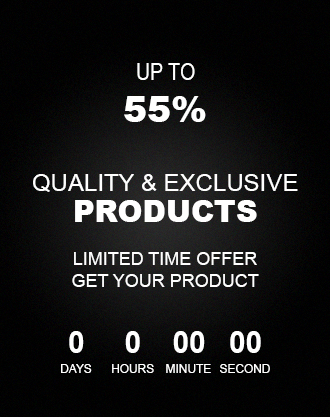 UP TO
55%
QUALITY & EXCLUSIVE
PRODUCTS
LIMITED TIME OFFER
GET YOUR PRODUCT
0 0 00 00
DAYS HOURS MINUTE SECOND